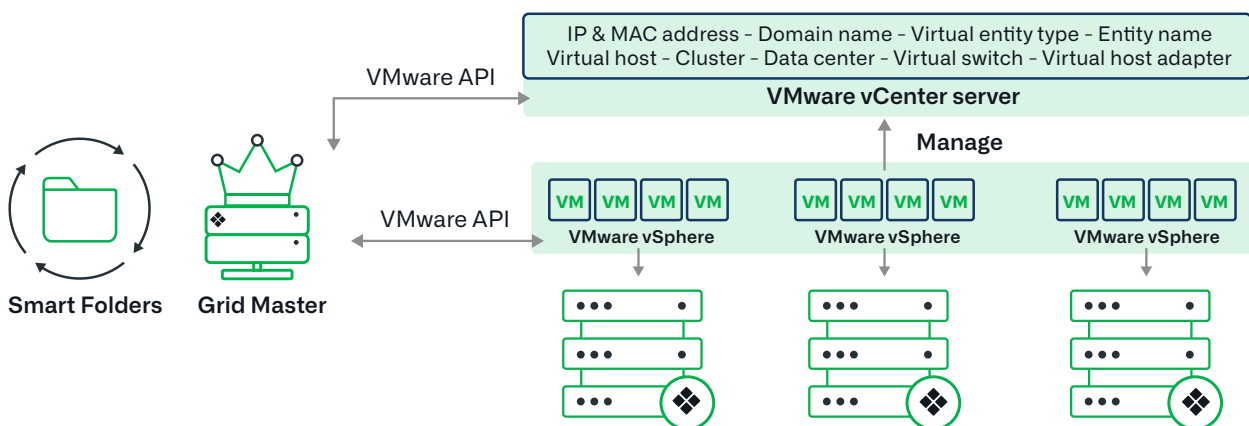 IP & MAC address - Domain name - Virtual entity type - Entity name
Virtual host - Cluster - Data center - Virtual switch - Virtual host adapter
VMware API
VMware vCenter server
Manage
VM VM VM VM
VM VM VM VM
VM VM VM VM
VMware API
VMware vSphere
VMware vSphere
VMware vSphere
Smart Folders
Grid Master